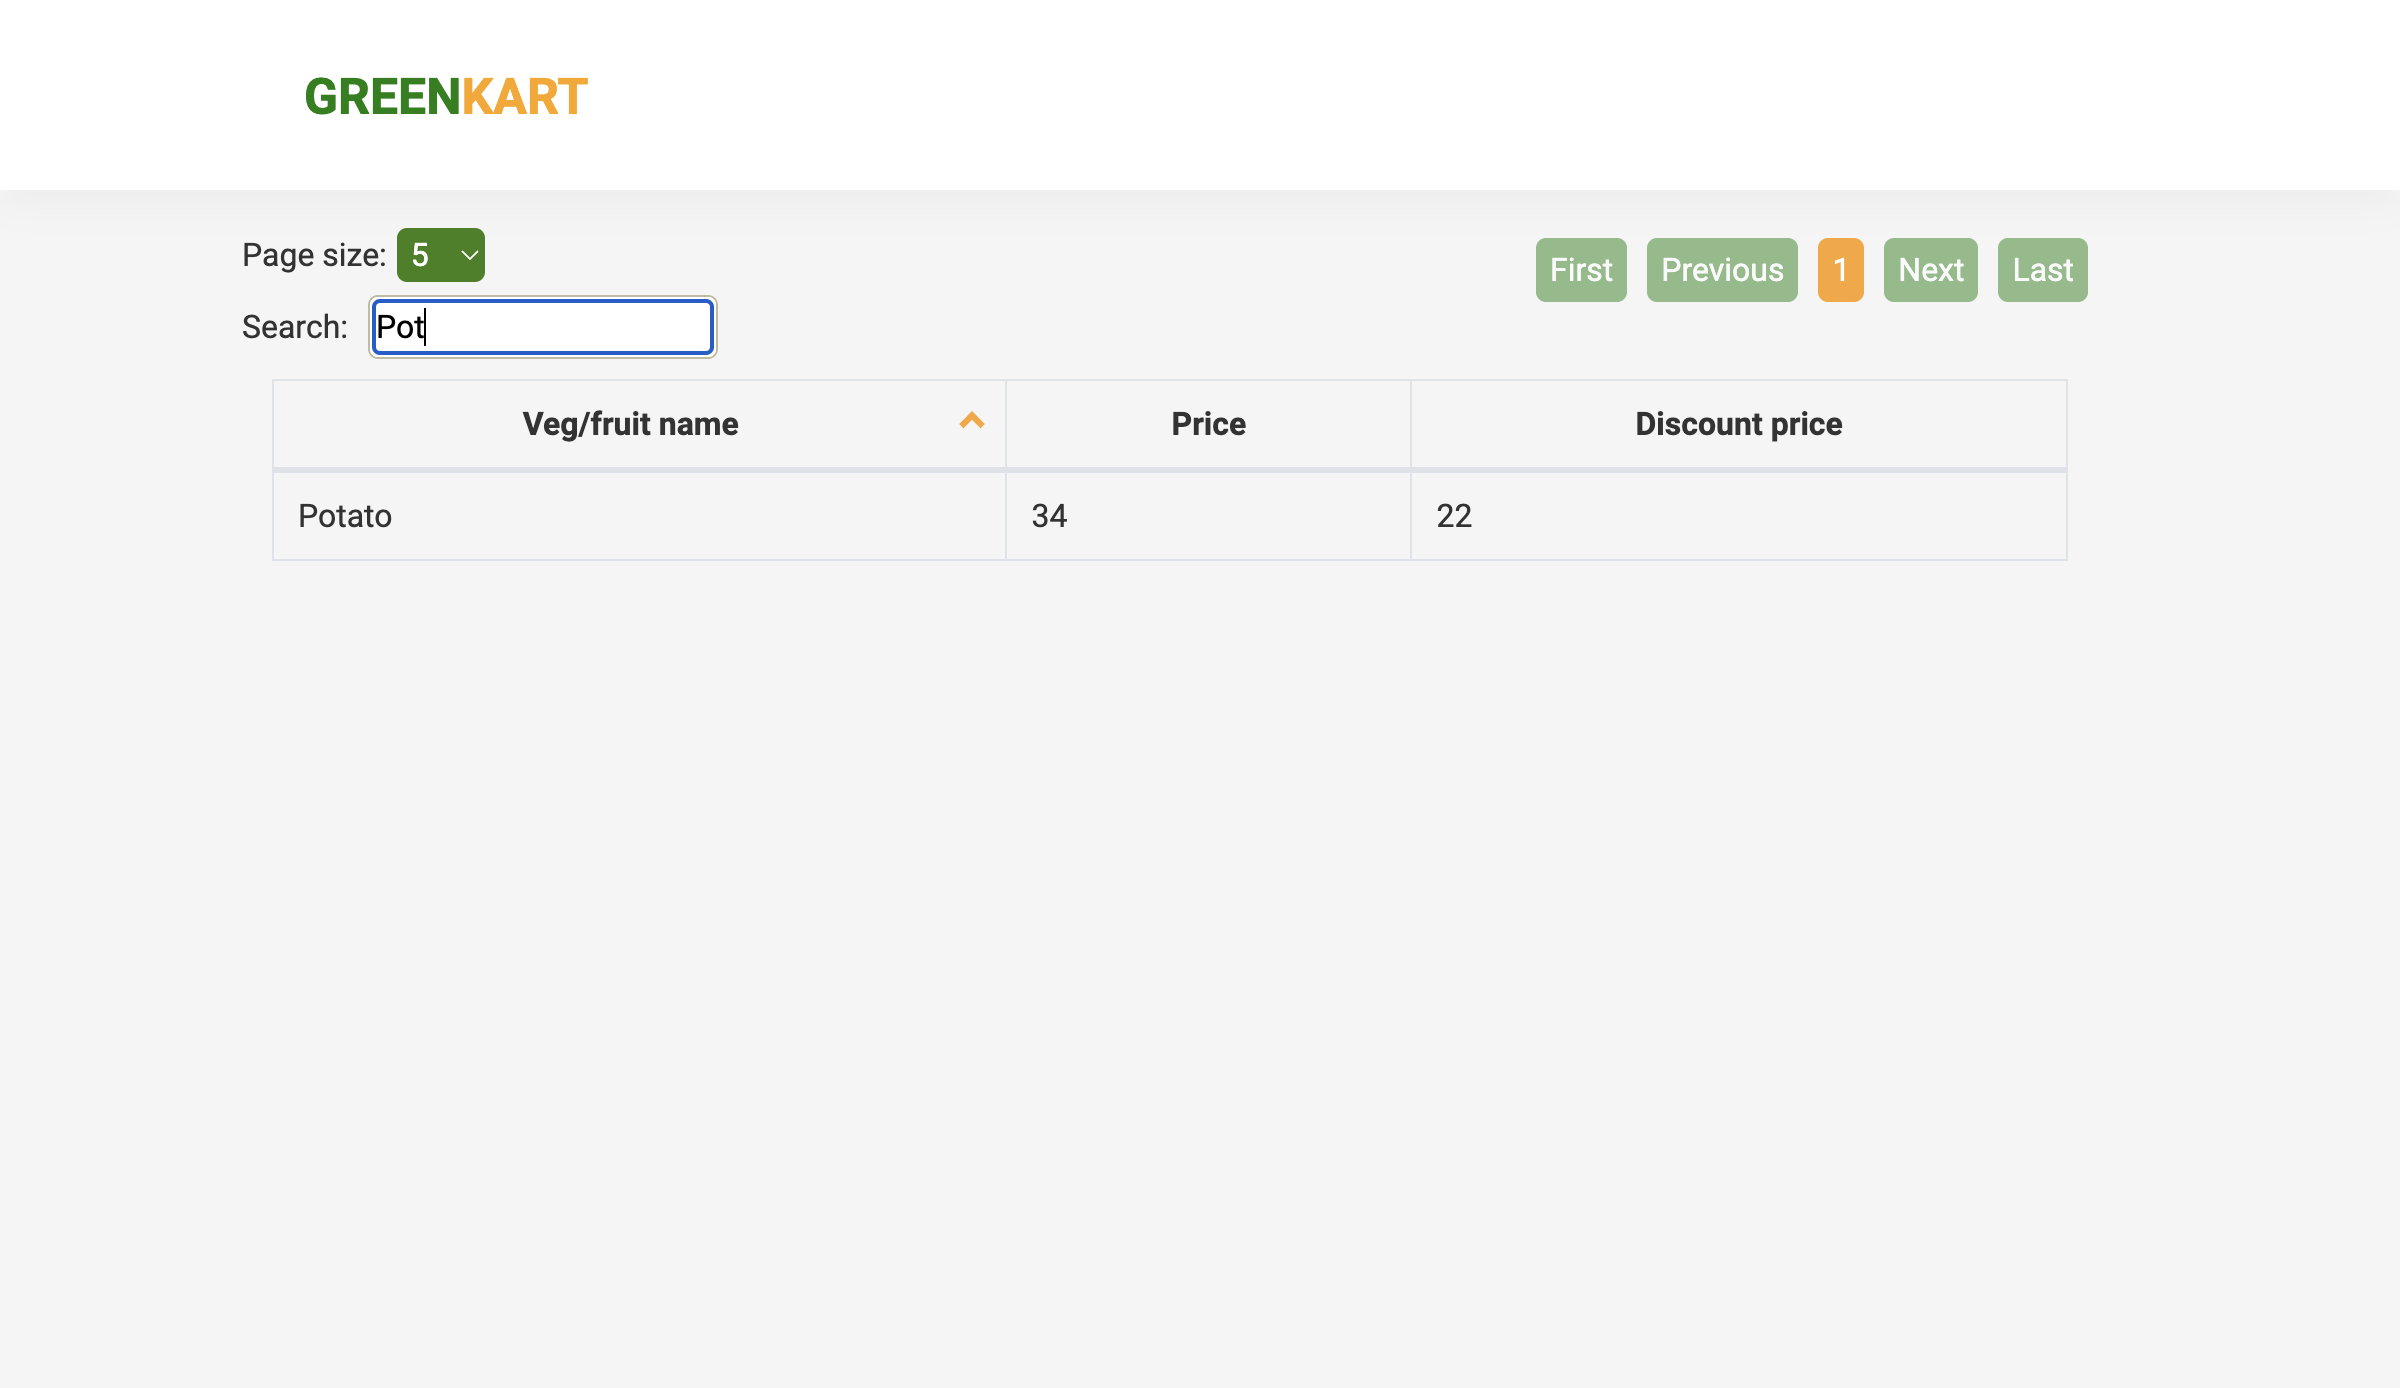 GREENKART
Page size: 5
First Previous 1 Next Last
Search: Pot
Veg/fruit name Price Discount price
Potato 34 22